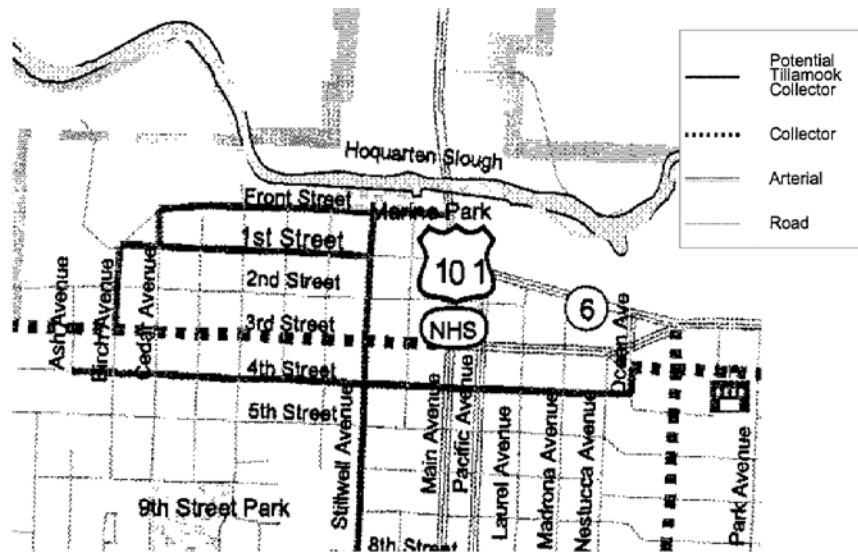 Potential
Tillamook
Collector
Collector
Arterial
Road
Hoquarten Slough
Front Street
Marine Park
1st Street
101
2nd Street
6
3rd Street
NHS
Ash Avenue
Birch Avenue
Cedar Avenue
Ocean Ave
4th Street
5th Street
Stillwell Avenue
Main Avenue
Pacific Avenue
Laurel Avenue
Madrona Avenue
Nestucca Avenue
Park Avenue
9th Street Park
8th Street